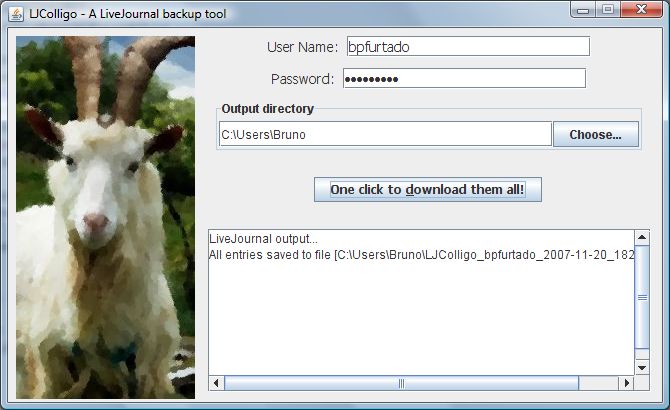 LJColligo - A LiveJournal backup tool
User Name: bpfurtado
Password: •••••••••
Output directory
C:\Users\Bruno Choose...
One click to download them all!
LiveJournal output...
All entries saved to file [C:\Users\Bruno\LJColligo_bpfurtado_2007-11-20_182